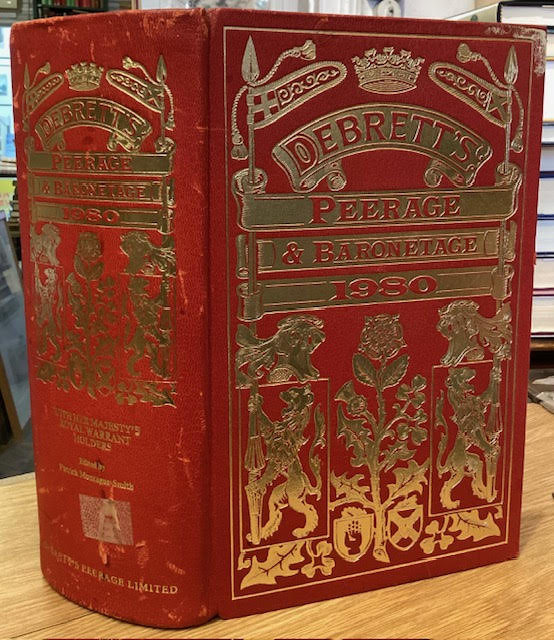 DEBRETT'S
PEERAGE
& BARONETAGE
1980
WITH HER MAJESTY'S
ROYAL WARRANT
HOLDERS
Edited by
Patrick Montague-Smith
PEERAGE LIMITED
DEBRETT'S
PEERAGE
& BARONETAGE
1980